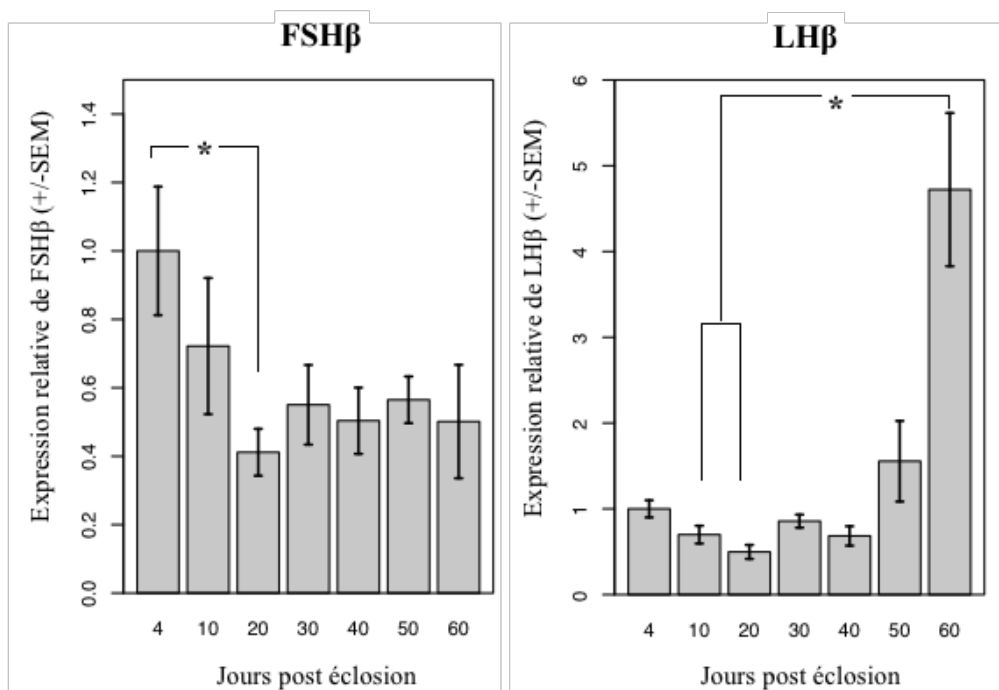 FSHβ
Expression relative de FSHβ (+/-SEM)
1.4
1.2
1.0
0.8
0.6
0.4
0.2
0.0
*
4 10 20 30 40 50 60
Jours post éclosion
LHβ
Expression relative de LHβ (+/-SEM)
6
5
4
3
2
1
0
*
4 10 20 30 40 50 60
Jours post éclosion